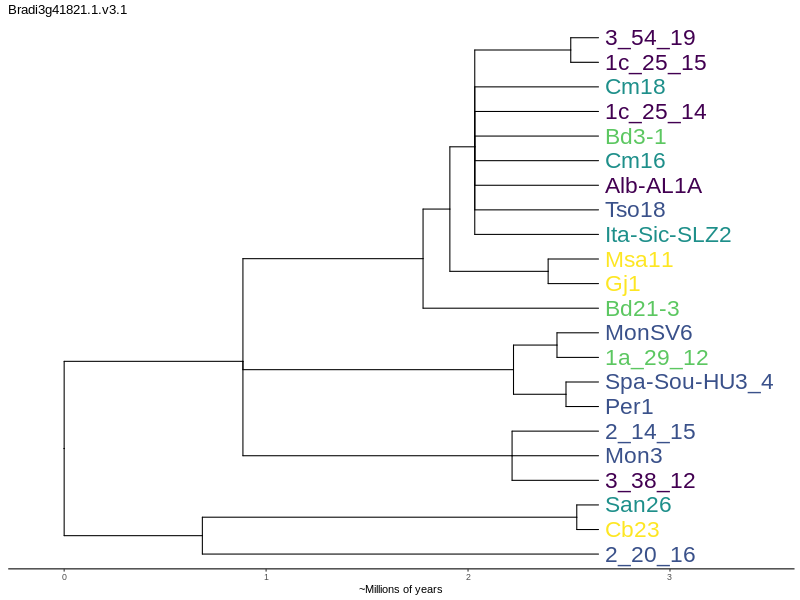 Bradi3g41821.1.v3.1
3_54_19
1c_25_15
Cm18
1c_25_14
Bd3-1
Cm16
Alb-AL1A
Tso18
Ita-Sic-SLZ2
Msa11
Gj1
Bd21-3
MonSV6
1a_29_12
Spa-Sou-HU3_4
Per1
2_14_15
Mon3
3_38_12
San26
Cb23
2_20_16
0 1 2 3
~Millions of years